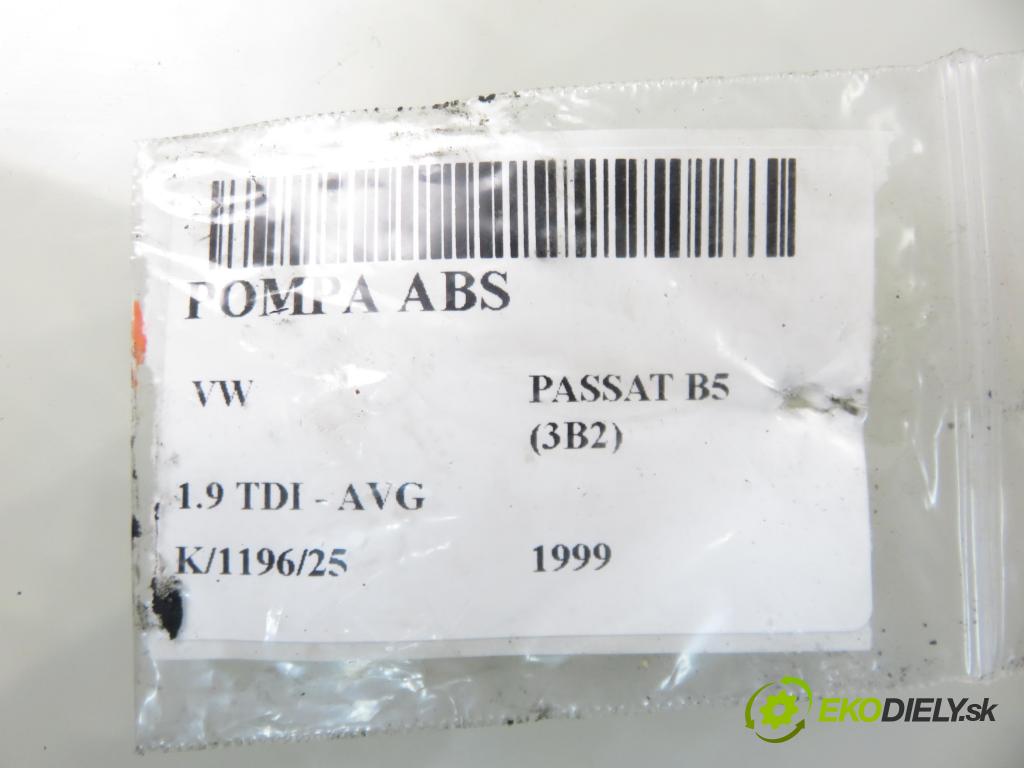 POMPA ABS
VW PASSAT B5
(3B2)
1.9 TDI - AVG
K/1196/25 1999
EKODIELY.sk